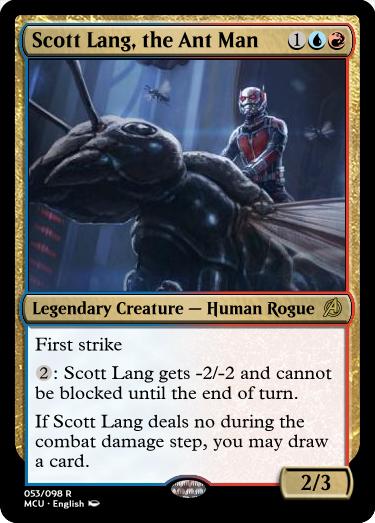 Scott Lang, the Ant Man 1
Legendary Creature — Human Rogue
First strike
2: Scott Lang gets -2/-2 and cannot
be blocked until the end of turn.
If Scott Lang deals no during the
combat damage step, you may draw
a card.
2/3
053/098 R
MCU • English